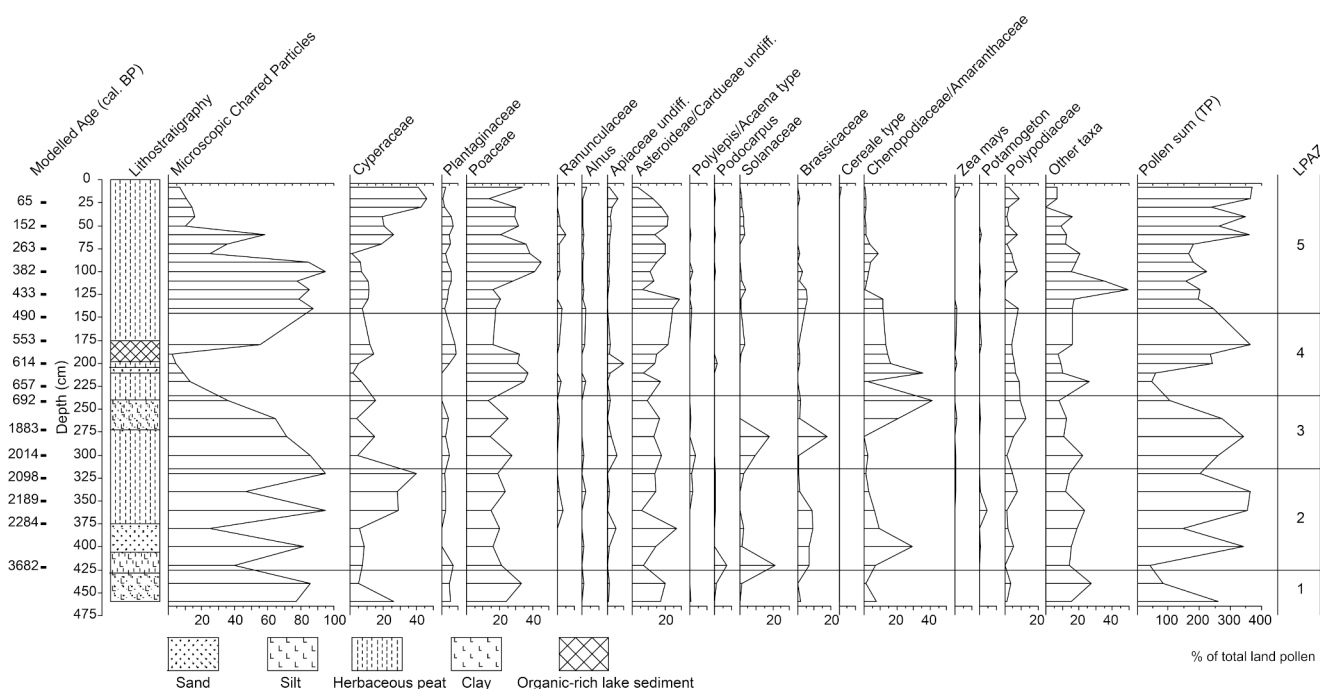 Modelled Age (cal. BP)
Lithostratigraphy
Microscopic Charred Particles
Cyperaceae
Plantaginaceae
Poaceae
Ranunculaceae
Alnus
Apiaceae undiff.
Asteroideae/Cardueae undiff.
Polylepis/Acaena type
Podocarpus
Solanaceae
Brassicaceae
Cereale type
Chenopodiaceae/Amaranthaceae
Zea mays
Potamogeton
Polypodiaceae
Other taxa
Pollen sum (TP)
LPAZ
65
152
263
382
433
490
553
614
657
692
1883
2014
2098
2189
2284
3682
Depth (cm)
0
25
50
75
100
125
150
175
200
225
250
275
300
325
350
375
400
425
450
475
5
4
3
2
1
20 40 60 80 100 20 40 20 40 20 20 20 20 40 20 20 40 100 200 300 400
% of total land pollen
Sand Silt Herbaceous peat Clay Organic-rich lake sediment